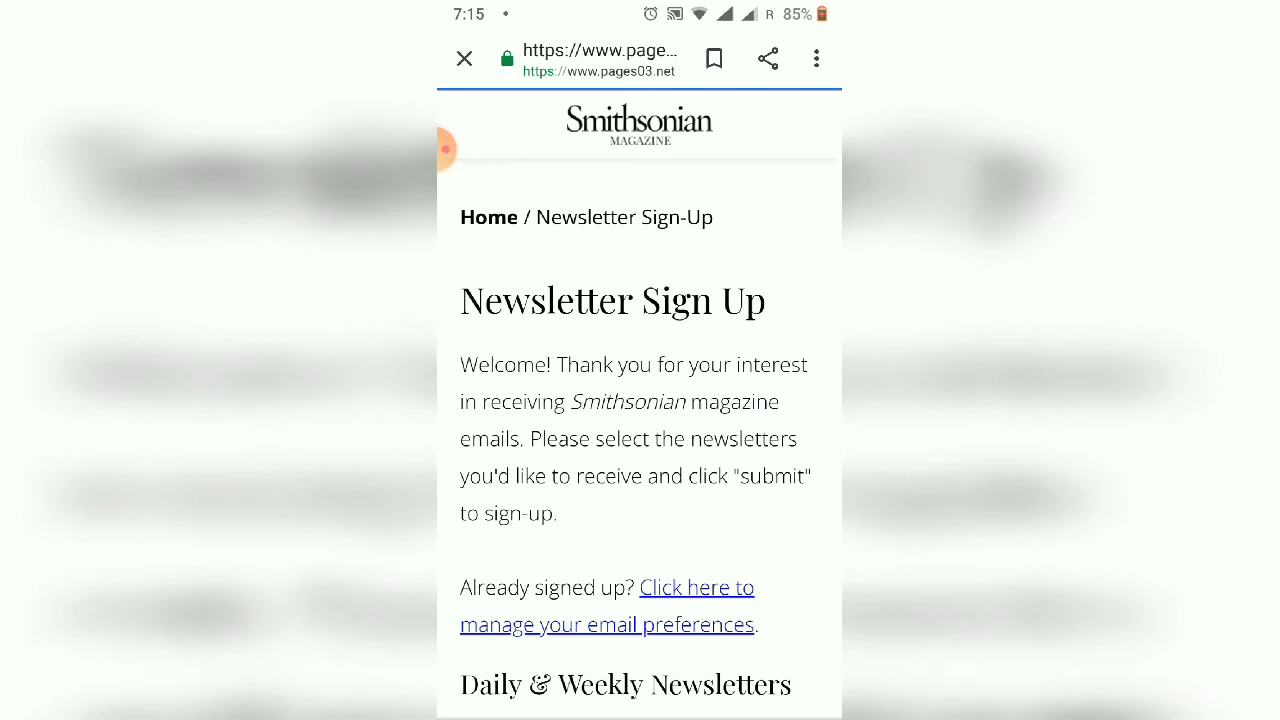 7:15
R 85%
https://www.page...
https://www.pages03.net
Smithsonian
MAGAZINE
Home / Newsletter Sign-Up
Newsletter Sign Up
Welcome! Thank you for your interest
in receiving Smithsonian magazine
emails. Please select the newsletters
you'd like to receive and click "submit"
to sign-up.
Already signed up? Click here to
manage your email preferences.
Daily & Weekly Newsletters